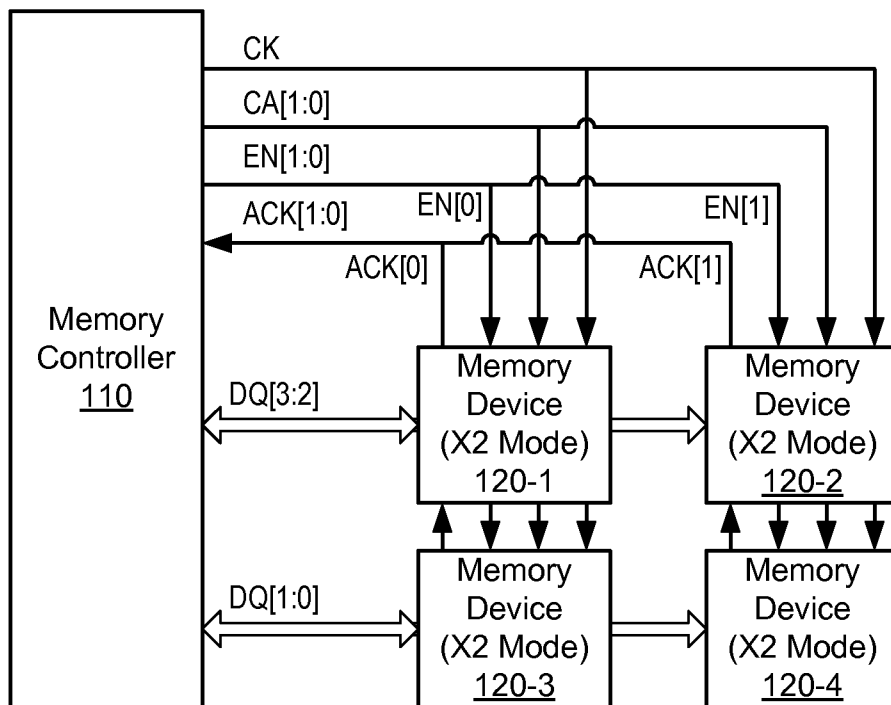 CK
CA[1:0]
EN[1:0]
EN[0]
EN[1]
ACK[1:0]
ACK[0]
ACK[1]
Memory
Controller
110
DQ[3:2]
Memory
Device
(X2 Mode)
120-1
Memory
Device
(X2 Mode)
120-2
DQ[1:0]
Memory
Device
(X2 Mode)
120-3
Memory
Device
(X2 Mode)
120-4